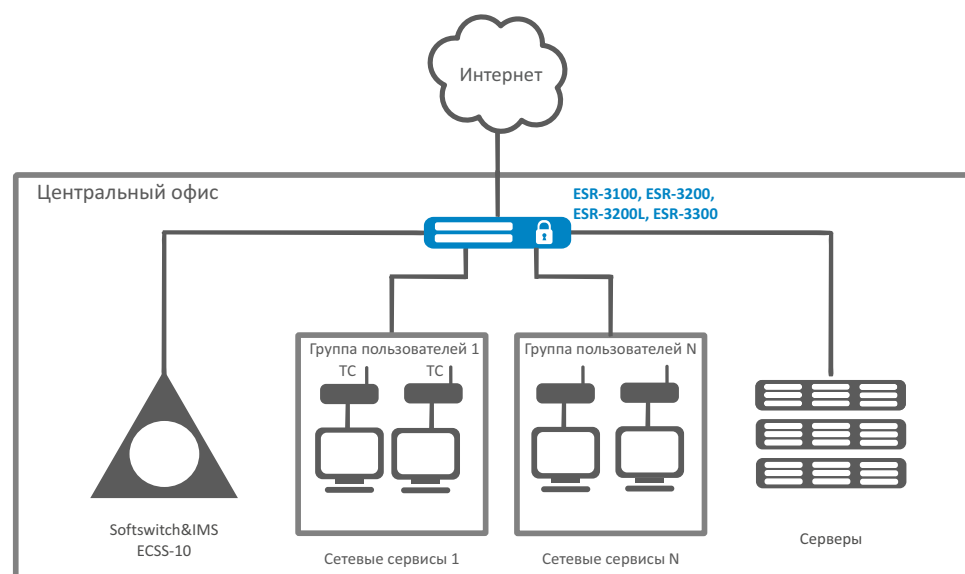 Интернет
Центральный офис
ESR-3100, ESR-3200,
ESR-3200L, ESR-3300
Группа пользователей 1
ТС
ТС
Группа пользователей N
Softswitch&IMS
ECSS-10
Сетевые сервисы 1
Сетевые сервисы N
Серверы